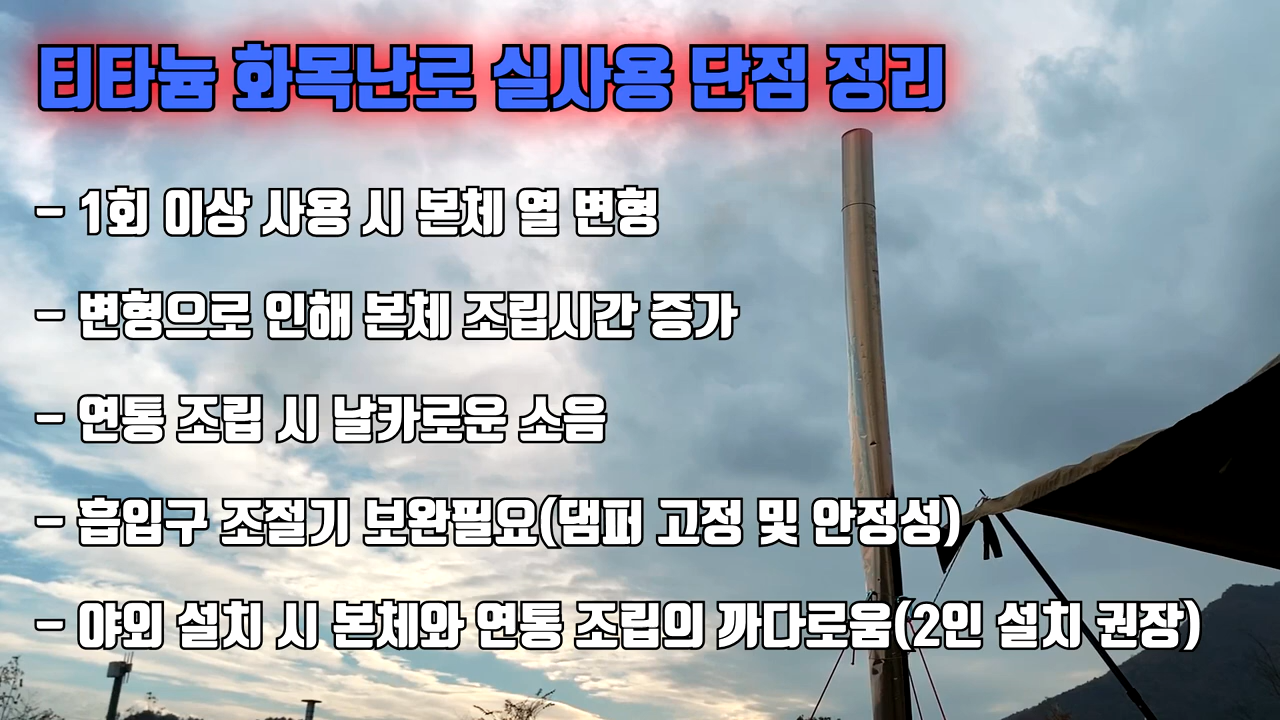 티타늄 화목난로 실사용 단점 정리
- 1회 이상 사용 시 본체 열 변형
- 변형으로 인해 본체 조립시간 증가
- 연통 조립 시 날카로운 소음
- 흡입구 조절기 보완필요(댐퍼 고정 및 안정성)
- 야외 설치 시 본체와 연통 조립의 까다로움(2인 설치 권장)